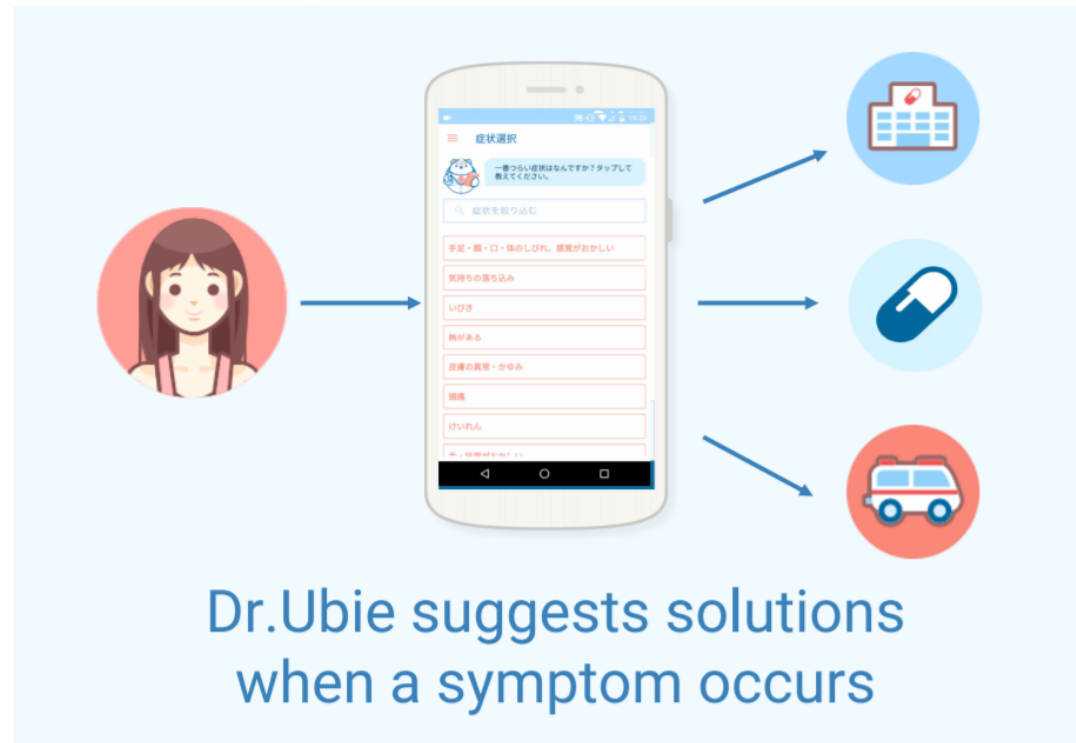 19:23
症状選択
一番つらい症状はなんですか？タップして
教えてください。
症状を絞り込む
手足・顔・口・体のしびれ、感覚がおかしい
気持ちの落ち込み
いびき
熱がある
皮膚の異常・かゆみ
頭痛
けいれん
Dr.Ubie suggests solutions
when a symptom occurs